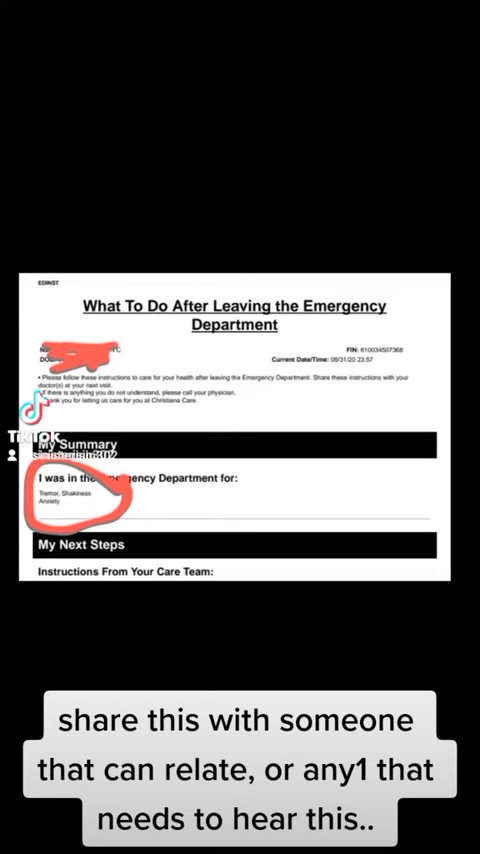 EDINST
What To Do After Leaving the Emergency
Department
FIN: 610034507368
Current Date/Time: 08/31/20 23:57
• Please follow these instructions to care for your health after leaving the Emergency Department. Share these instructions with your
doctor(s) at your next visit.
If there is anything you do not understand, please call your physician.
you for letting us care for you at Christiana Care.
TikTok
My Summary
I was in the Emergency Department for:
Tremor, Shakiness
Anxiety
My Next Steps
Instructions From Your Care Team:
share this with someone
that can relate, or any1 that
needs to hear this..